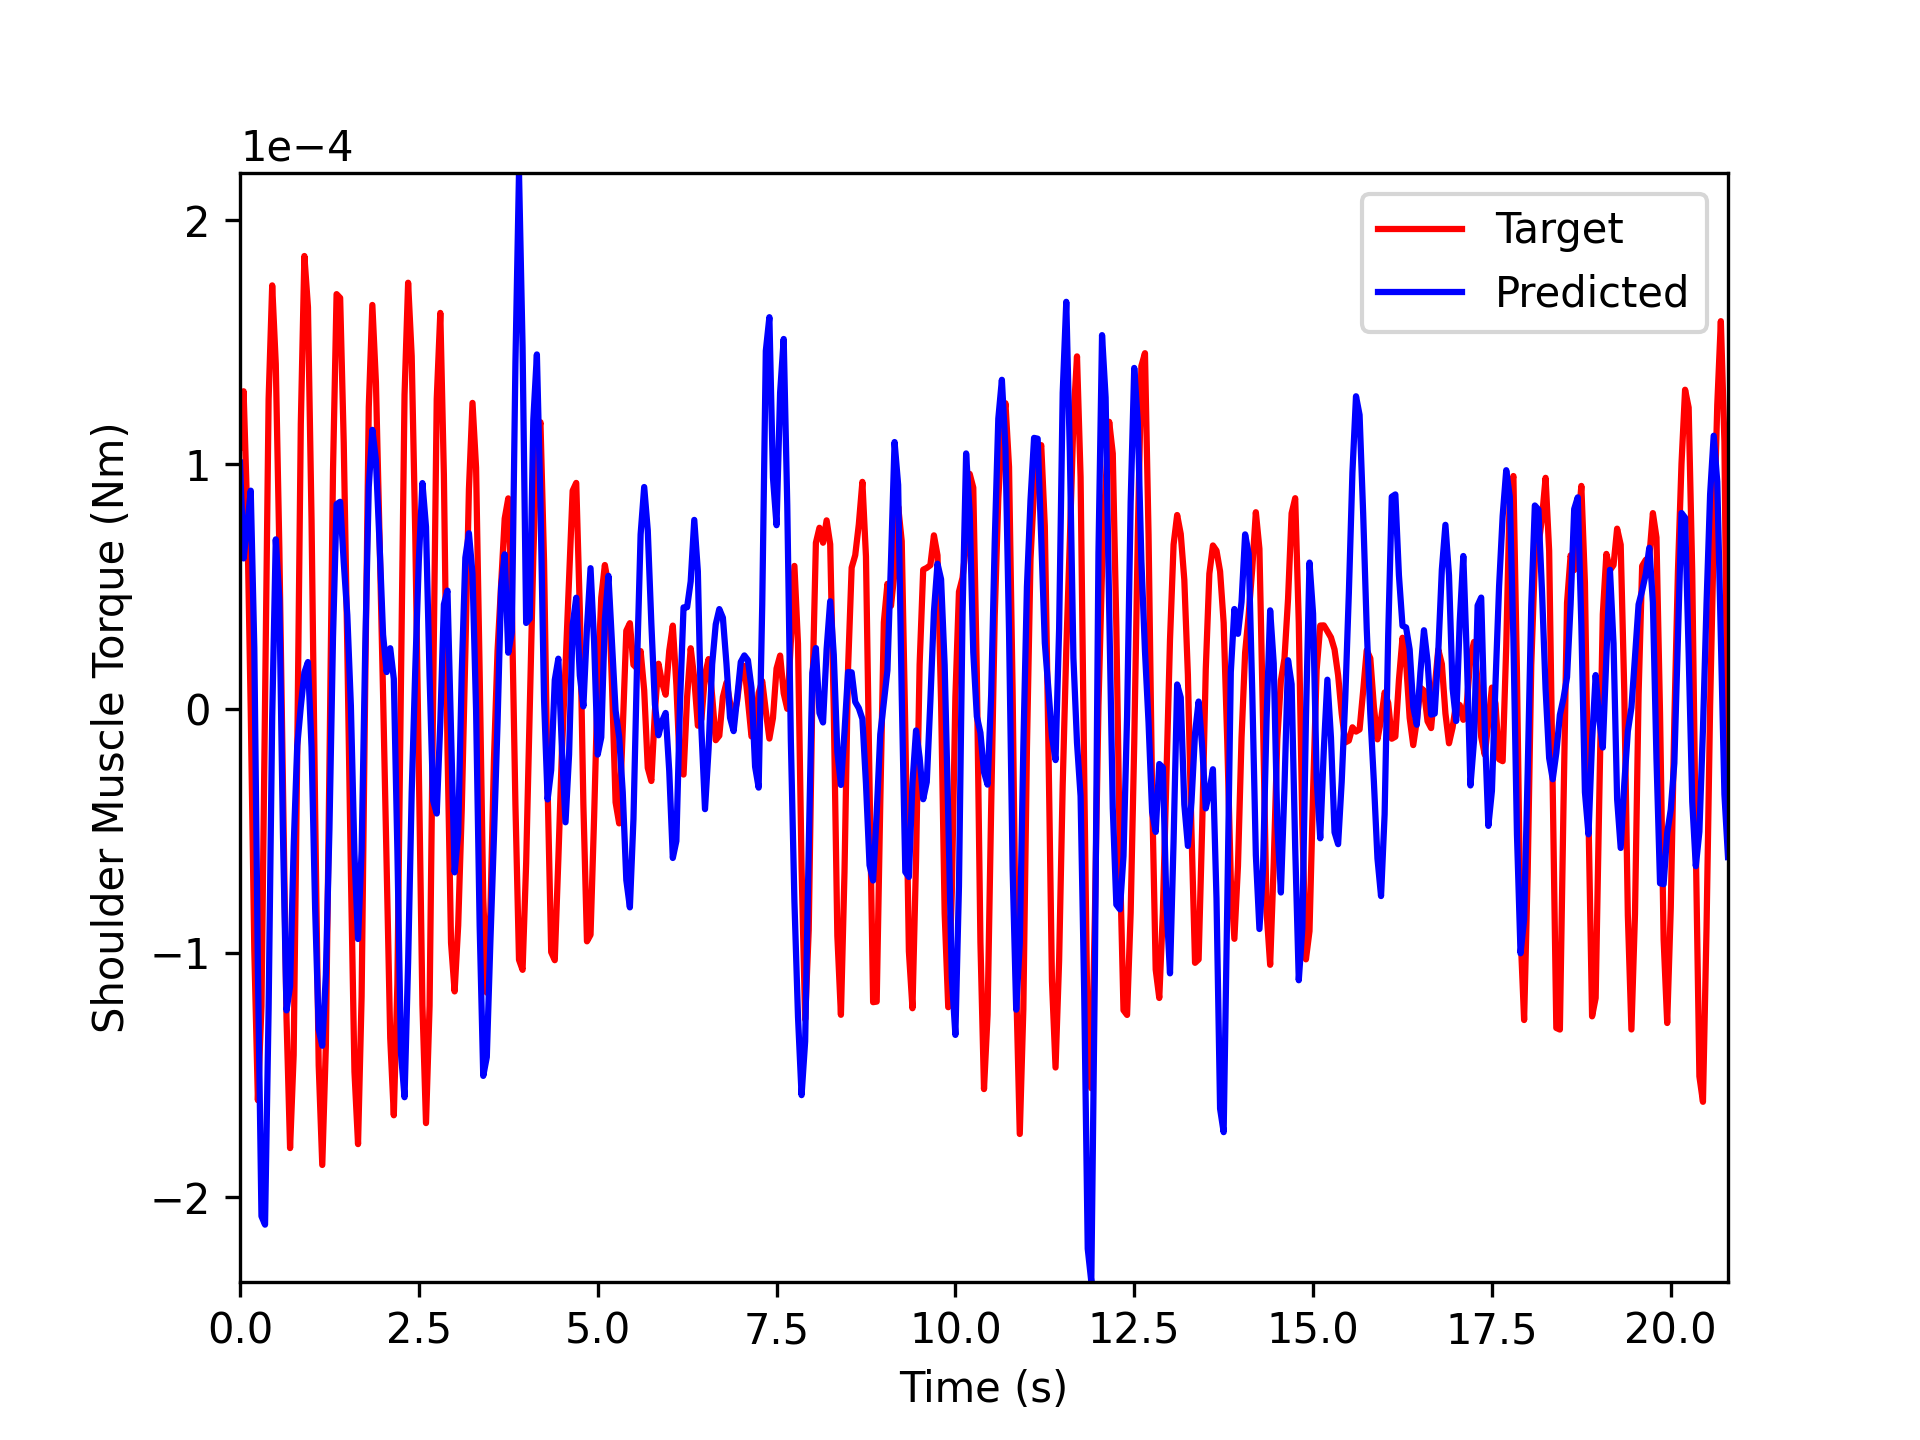 1e−4
Target
Predicted
2
1
0
−1
−2
Shoulder Muscle Torque (Nm)
0.0 2.5 5.0 7.5 10.0 12.5 15.0 17.5 20.0
Time (s)